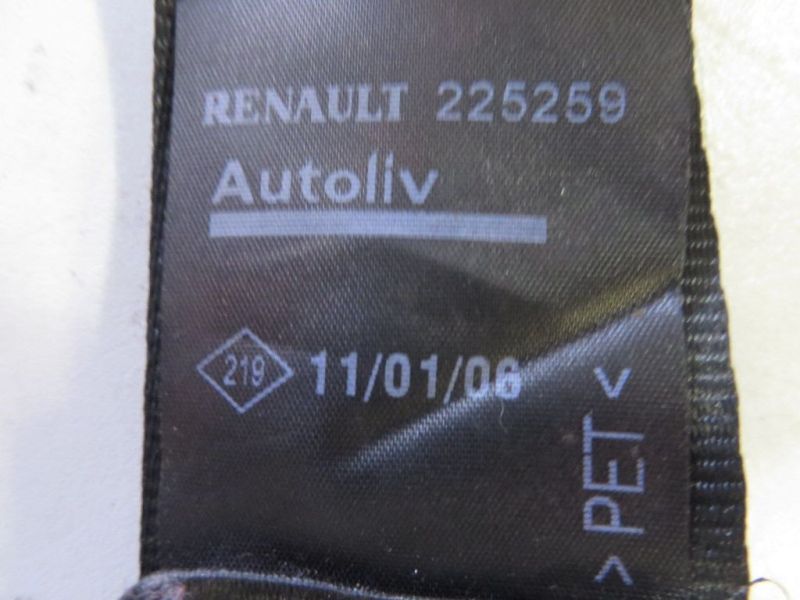 RENAULT 225259
Autoliv
219 11/01/06
>PET<